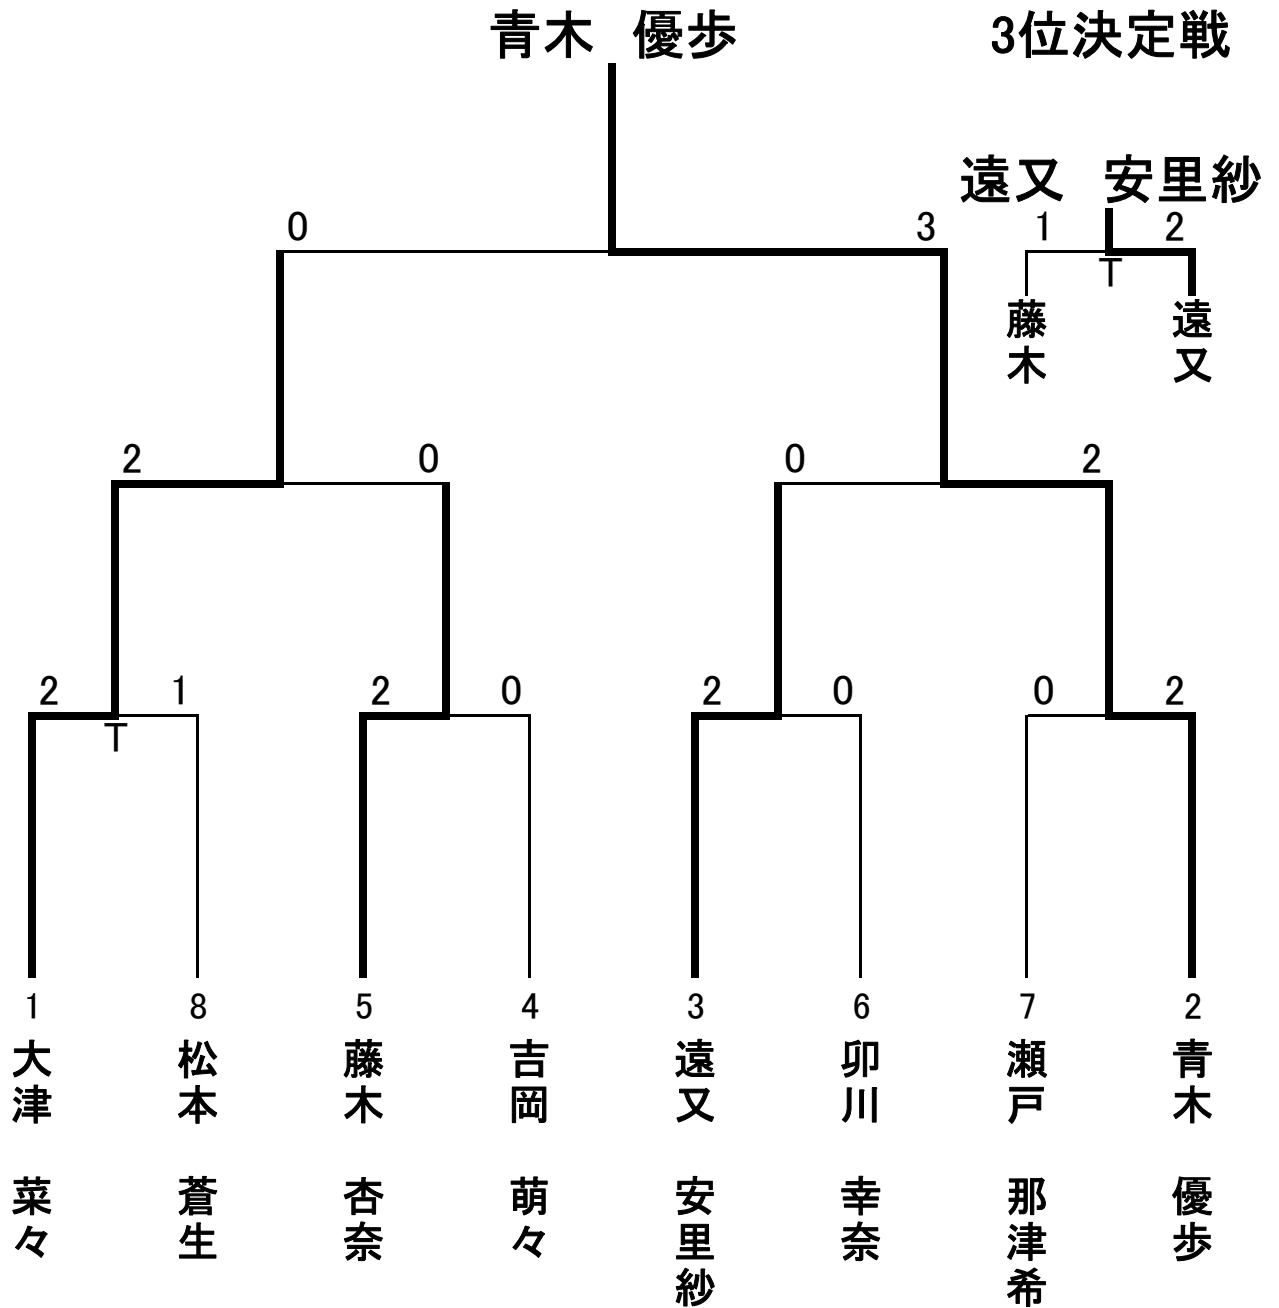 青木 優歩 3位決定戦
遠又 安里紗
0 3 1 2
T
藤木 遠又
2 0 0 2
2 1 2 0 2 0 0 2
T
1 8 5 4 3 6 7 2
大津 菜々
松本 蒼生
藤木 杏奈
吉岡 萌々
遠又 安里紗
卯川 幸奈
瀬戸 那津希
青木 優歩